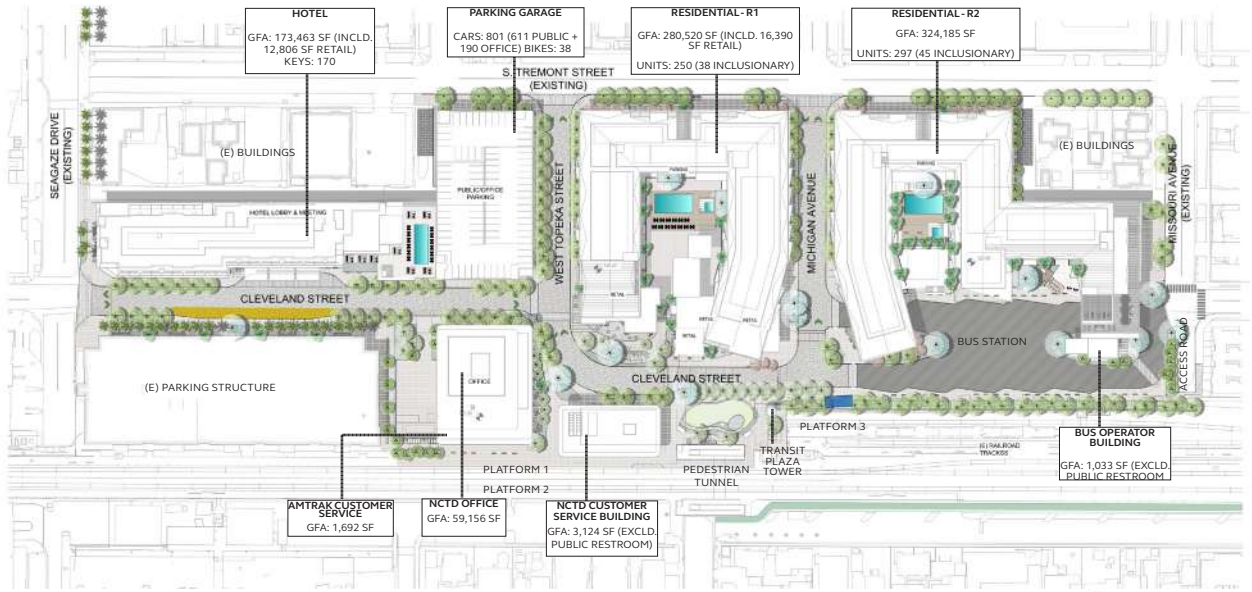 HOTEL
GFA: 173,463 SF (INCLD.
12,806 SF RETAIL)
KEYS: 170
PARKING GARAGE
CARS: 801 (611 PUBLIC +
190 OFFICE) BIKES: 38
RESIDENTIAL - R1
GFA: 280,520 SF (INCLD. 16,390
SF RETAIL)
UNITS: 250 (38 INCLUSIONARY)
RESIDENTIAL - R2
GFA: 324,185 SF
UNITS: 297 (45 INCLUSIONARY)
S. TREMONT STREET
(EXISTING)
SEAGAZE DRIVE
(EXISTING)
(E) BUILDINGS
PUBLIC/OFFICE
PARKING
WEST TOPEKA STREET
PARKING
MICHIGAN AVENUE
PARKING
(E) BUILDINGS
MISSOURI AVENUE
(EXISTING)
HOTEL LOBBY & MEETING
CLEVELAND STREET
RETAIL
RETAIL
RETAIL
RETAIL
BUS STATION
ACCESS ROAD
(E) PARKING STRUCTURE
OFFICE
CLEVELAND STREET
PLATFORM 3
PLATFORM 1
PLATFORM 2
PEDESTRIAN
TUNNEL
TRANSIT
PLAZA
TOWER
(E) RAILROAD
TRACKS
BUS OPERATOR
BUILDING
GFA: 1,033 SF (EXCLD.
PUBLIC RESTROOM
AMTRAK CUSTOMER
SERVICE
GFA: 1,692 SF
NCTD OFFICE
GFA: 59,156 SF
NCTD CUSTOMER
SERVICE BUILDING
GFA: 3,124 SF (EXCLD.
PUBLIC RESTROOM)